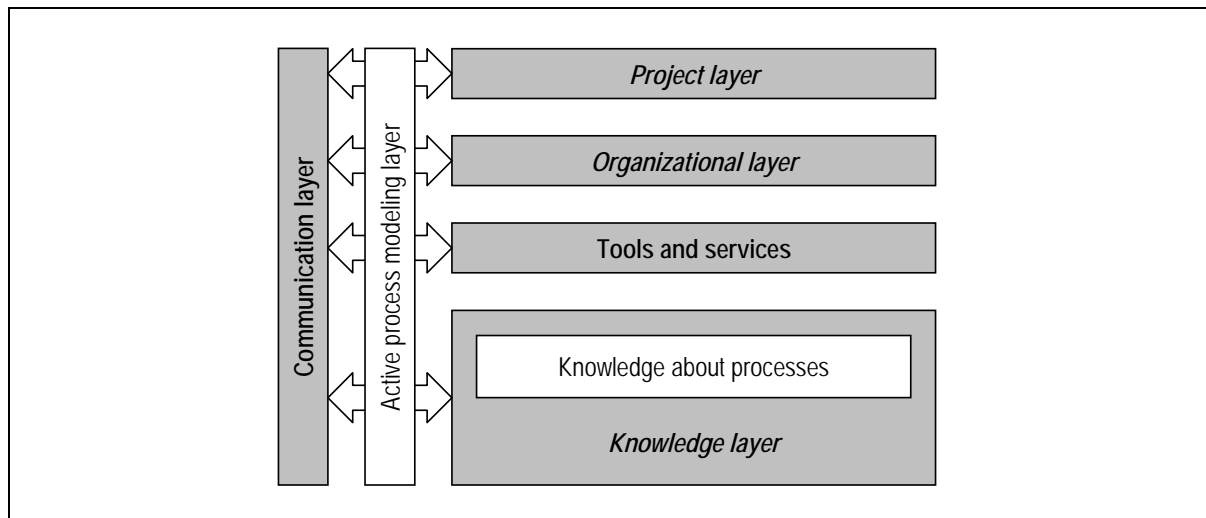 Communication layer
Active process modeling layer
Project layer
Organizational layer
Tools and services
Knowledge about processes
Knowledge layer